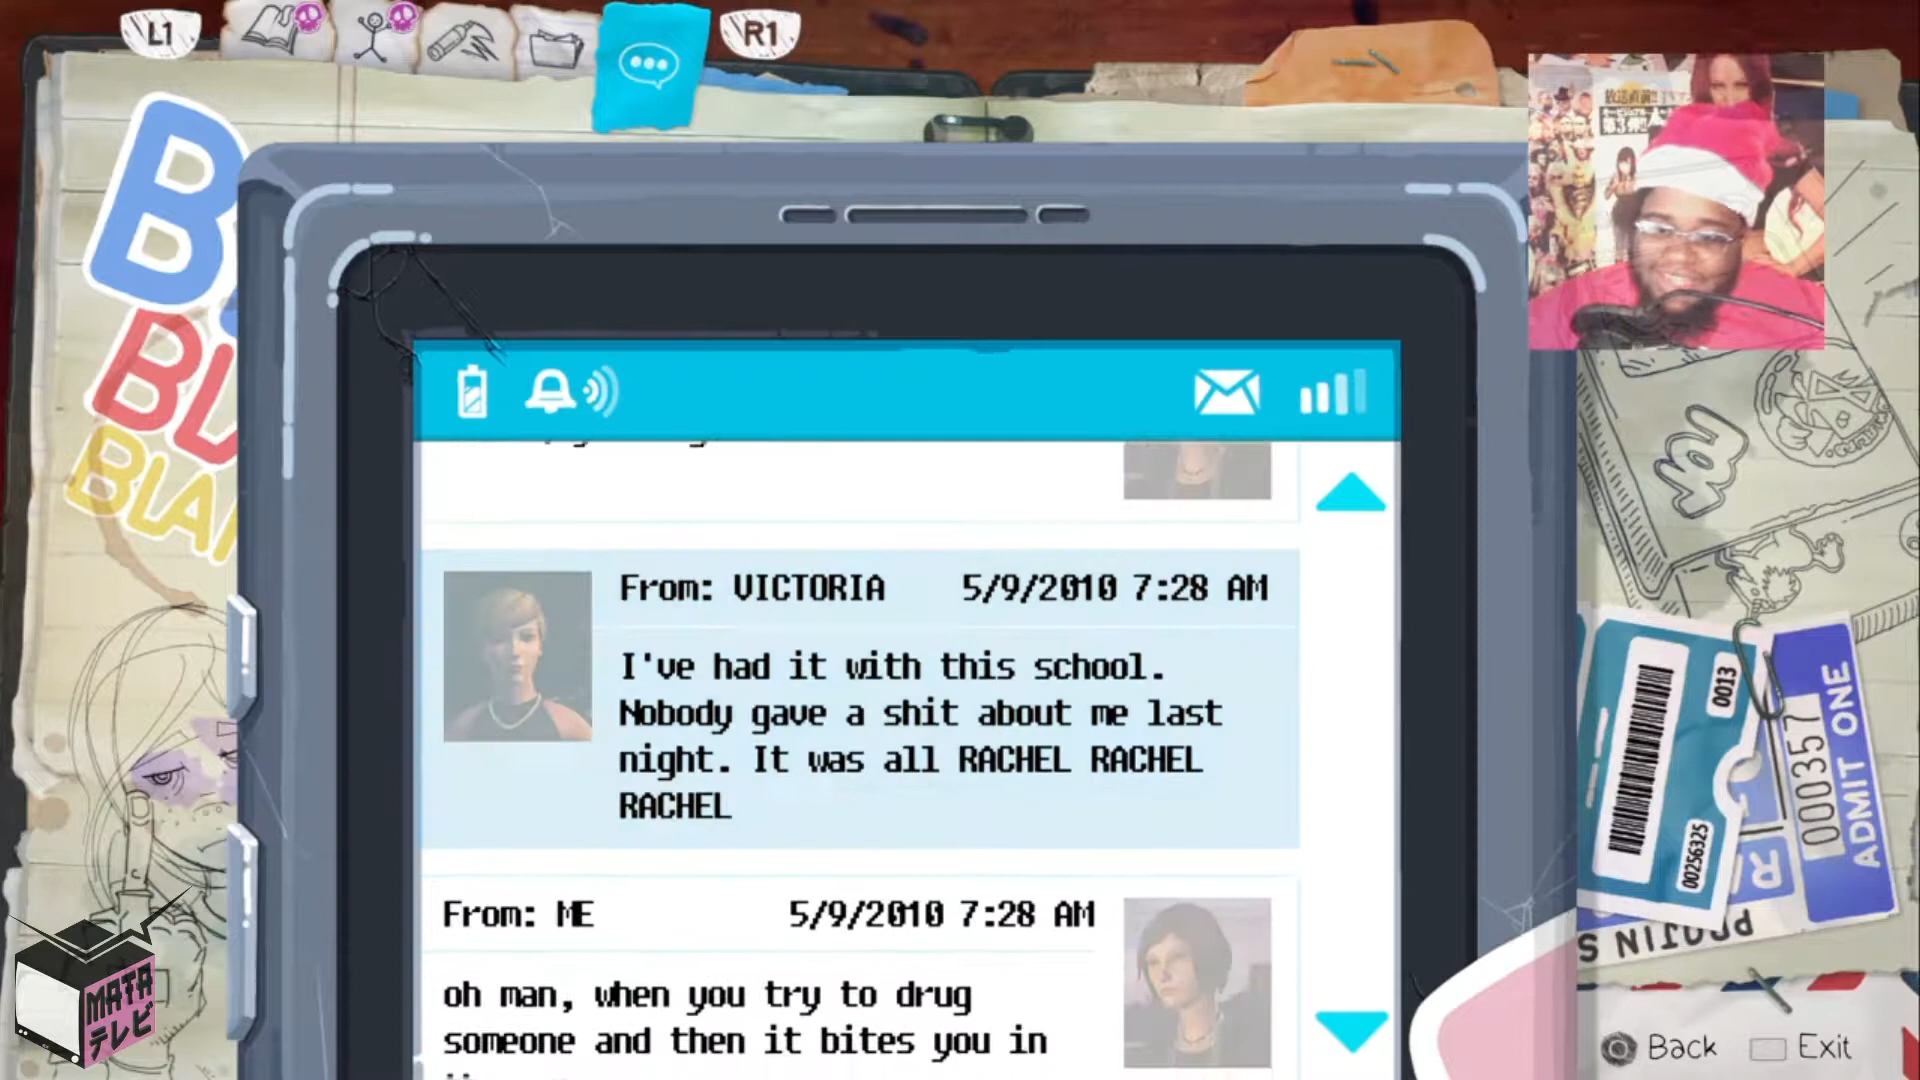 L1
R1
From: VICTORIA 5/9/2010 7:28 AM
I've had it with this school.
Nobody gave a shit about me last
night. It was all RACHEL RACHEL
RACHEL
From: ME 5/9/2010 7:28 AM
oh man, when you try to drug
someone and then it bites you in
0013
00256325
000357
ADMIT ONE
MATA
テレビ
Back
Exit